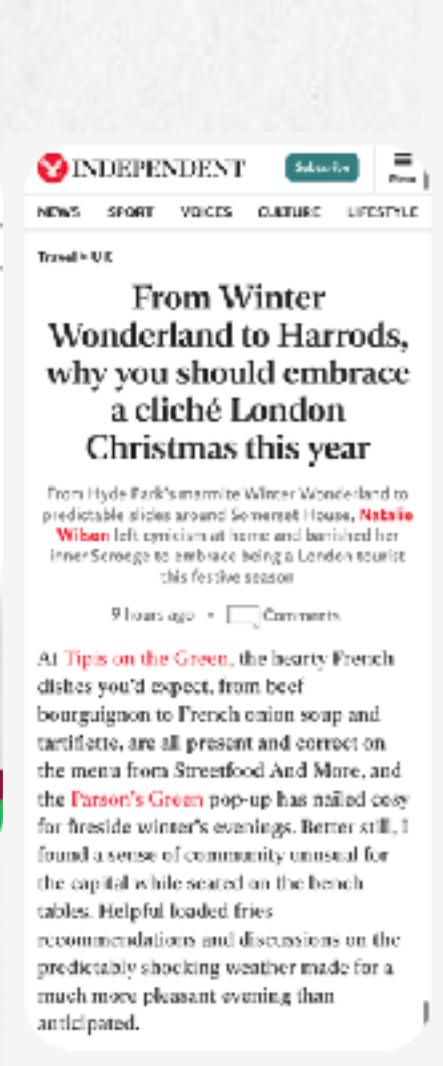 INDEPENDENT
Subscribe
Menu
NEWS SPORT VOICES CULTURE LIFESTYLE
Travel > UK
From Winter
Wonderland to Harrods,
why you should embrace
a cliché London
Christmas this year
From Hyde Park's marmite Winter Wonderland to
predictable slides around Somerset House, Natalie
Wilson left cynicism at home and banished her
inner Scrooge to embrace being a London tourist
this festive season
9 hours ago • Comments
At Tipis on the Green, the hearty French
dishes you'd expect, from beef
bourguignon to French onion soup and
tartiflette, are all present and correct on
the menu from Streetfood And More, and
the Parson's Green pop-up has nailed cosy
for fireside winter's evenings. Better still, I
found a sense of community unusual for
the capital while seated on the bench
tables. Helpful loaded fries
recommendations and discussions on the
predictably shocking weather made for a
much more pleasant evening than
anticipated.